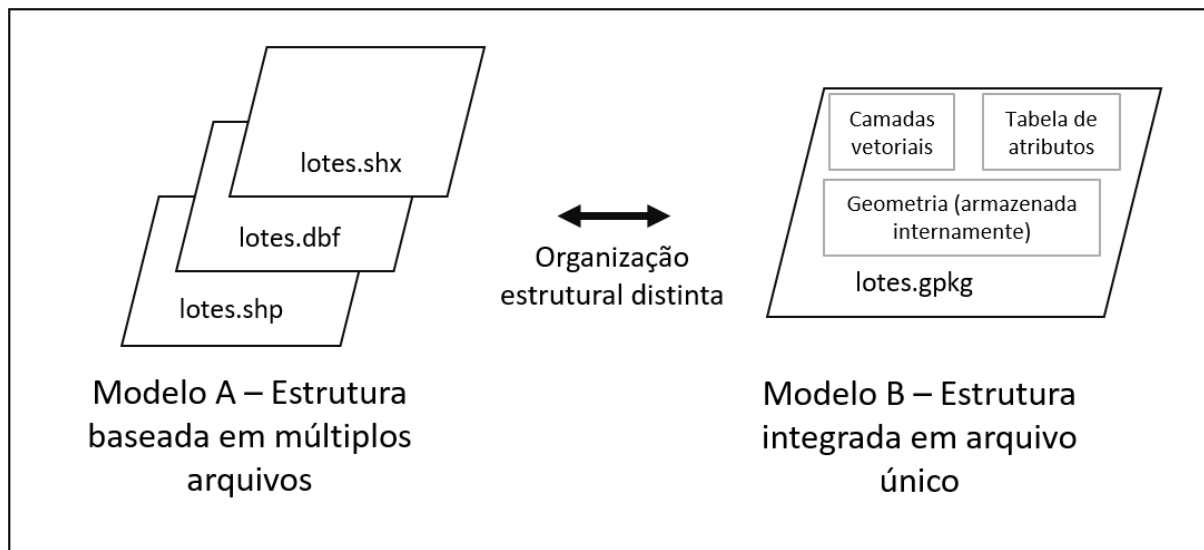 lotes.shx
lotes.dbf
lotes.shp
Modelo A – Estrutura
baseada em múltiplos
arquivos
Organização
estrutural distinta
Camadas
vetoriais
Tabela de
atributos
Geometria (armazenada
internamente)
lotes.gpkg
Modelo B – Estrutura
integrada em arquivo
único